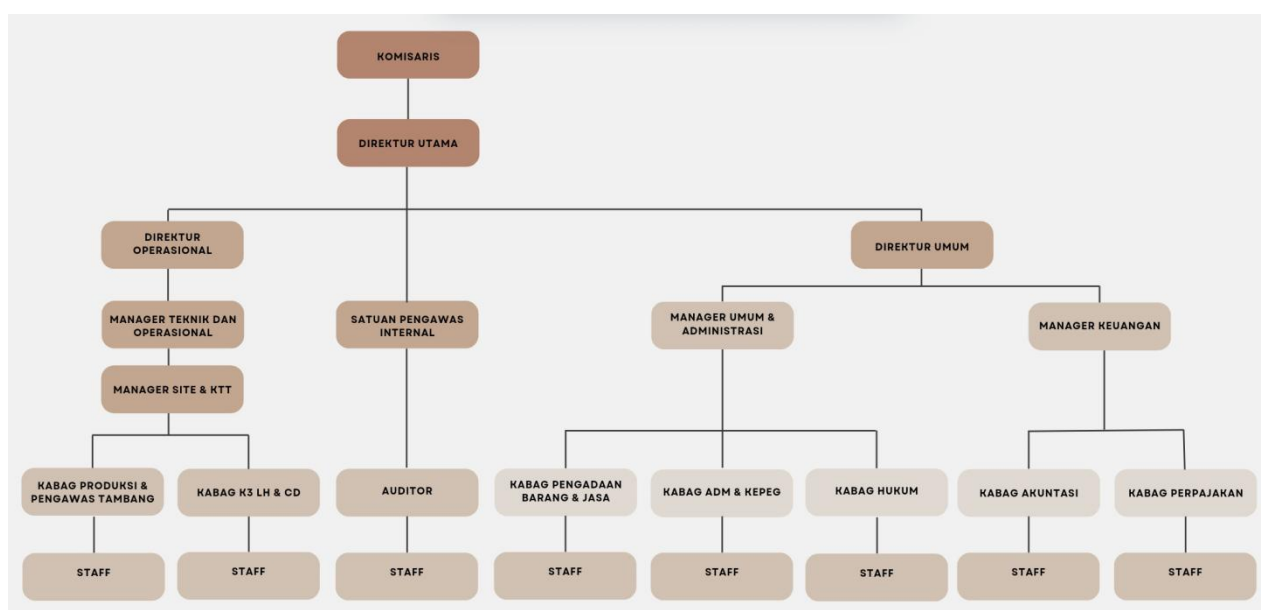 KOMISARIS
DIREKTUR UTAMA
DIREKTUR
OPERASIONAL
DIREKTUR UMUM
MANAGER TEKNIK DAN
OPERASIONAL
SATUAN PENGAWAS
INTERNAL
MANAGER UMUM &
ADMINISTRASI
MANAGER KEUANGAN
MANAGER SITE & KTT
KABAG PRODUKSI &
PENGAWAS TAMBANG
KABAG K3 LH & CD
AUDITOR
KABAG PENGADAAN
BARANG & JASA
KABAG ADM & KEPEG
KABAG HUKUM
KABAG AKUNTASI
KABAG PERPAJAKAN
STAFF
STAFF
STAFF
STAFF
STAFF
STAFF
STAFF
STAFF